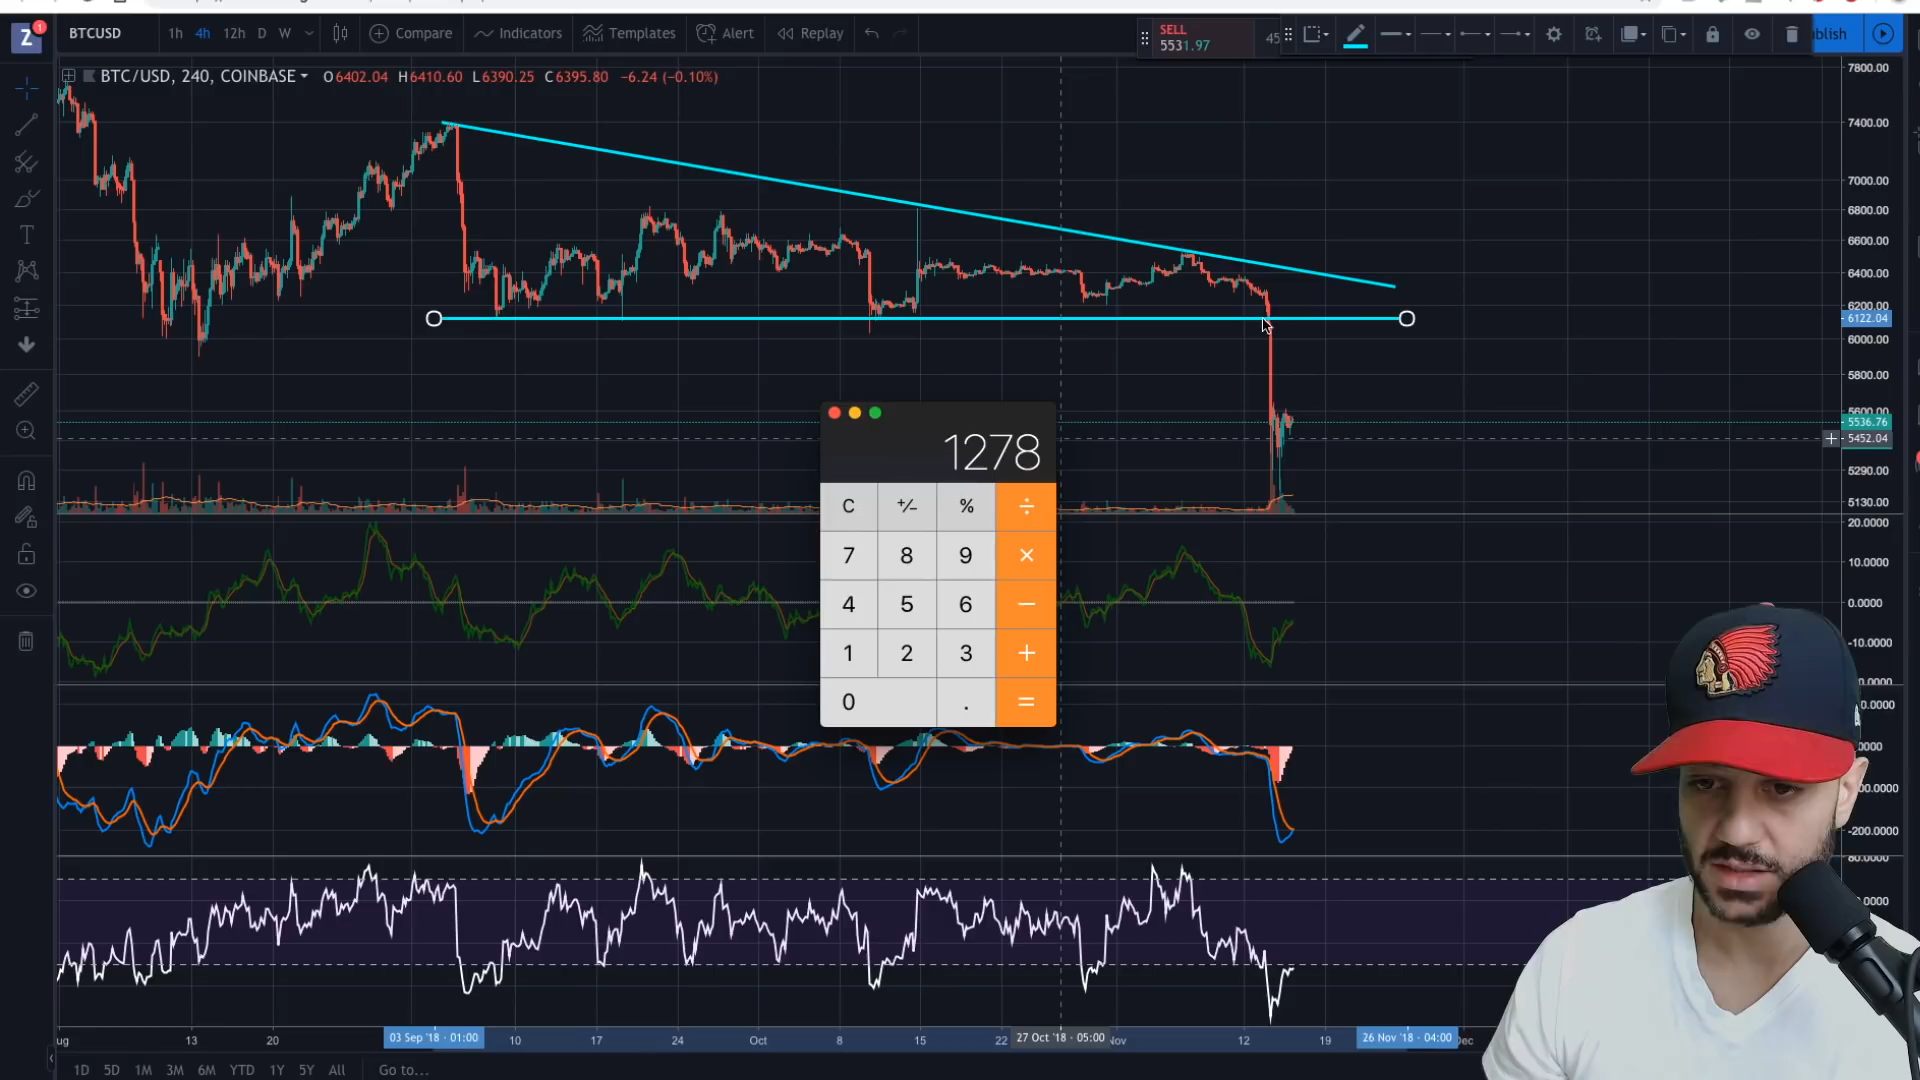 Z 1 BTCUSD 1h 4h 12h D W Compare Indicators Templates Alert Replay SELL 5531.97 45 blish
BTC/USD, 240, COINBASE O6402.04 H6410.60 L6390.25 C6395.80 −6.24 (−0.10%)
7800.00
7400.00
7000.00
6800.00
6600.00
6400.00
6200.00
6122.04
6000.00
5800.00
5600.00
5536.76
5452.04
5290.00
5130.00
1278
C +/− % ÷
7 8 9 ×
4 5 6 −
1 2 3 +
0 . =
20.0000
10.0000
0.0000
-10.0000
-200.0000
ug 13 20 03 Sep '18 - 01:00 10 17 24 Oct 8 15 22 27 Oct '18 - 05:00 Nov 12 19 26 Nov '18 - 04:00 Dec
1D 5D 1M 3M 6M YTD 1Y 5Y All Go to...